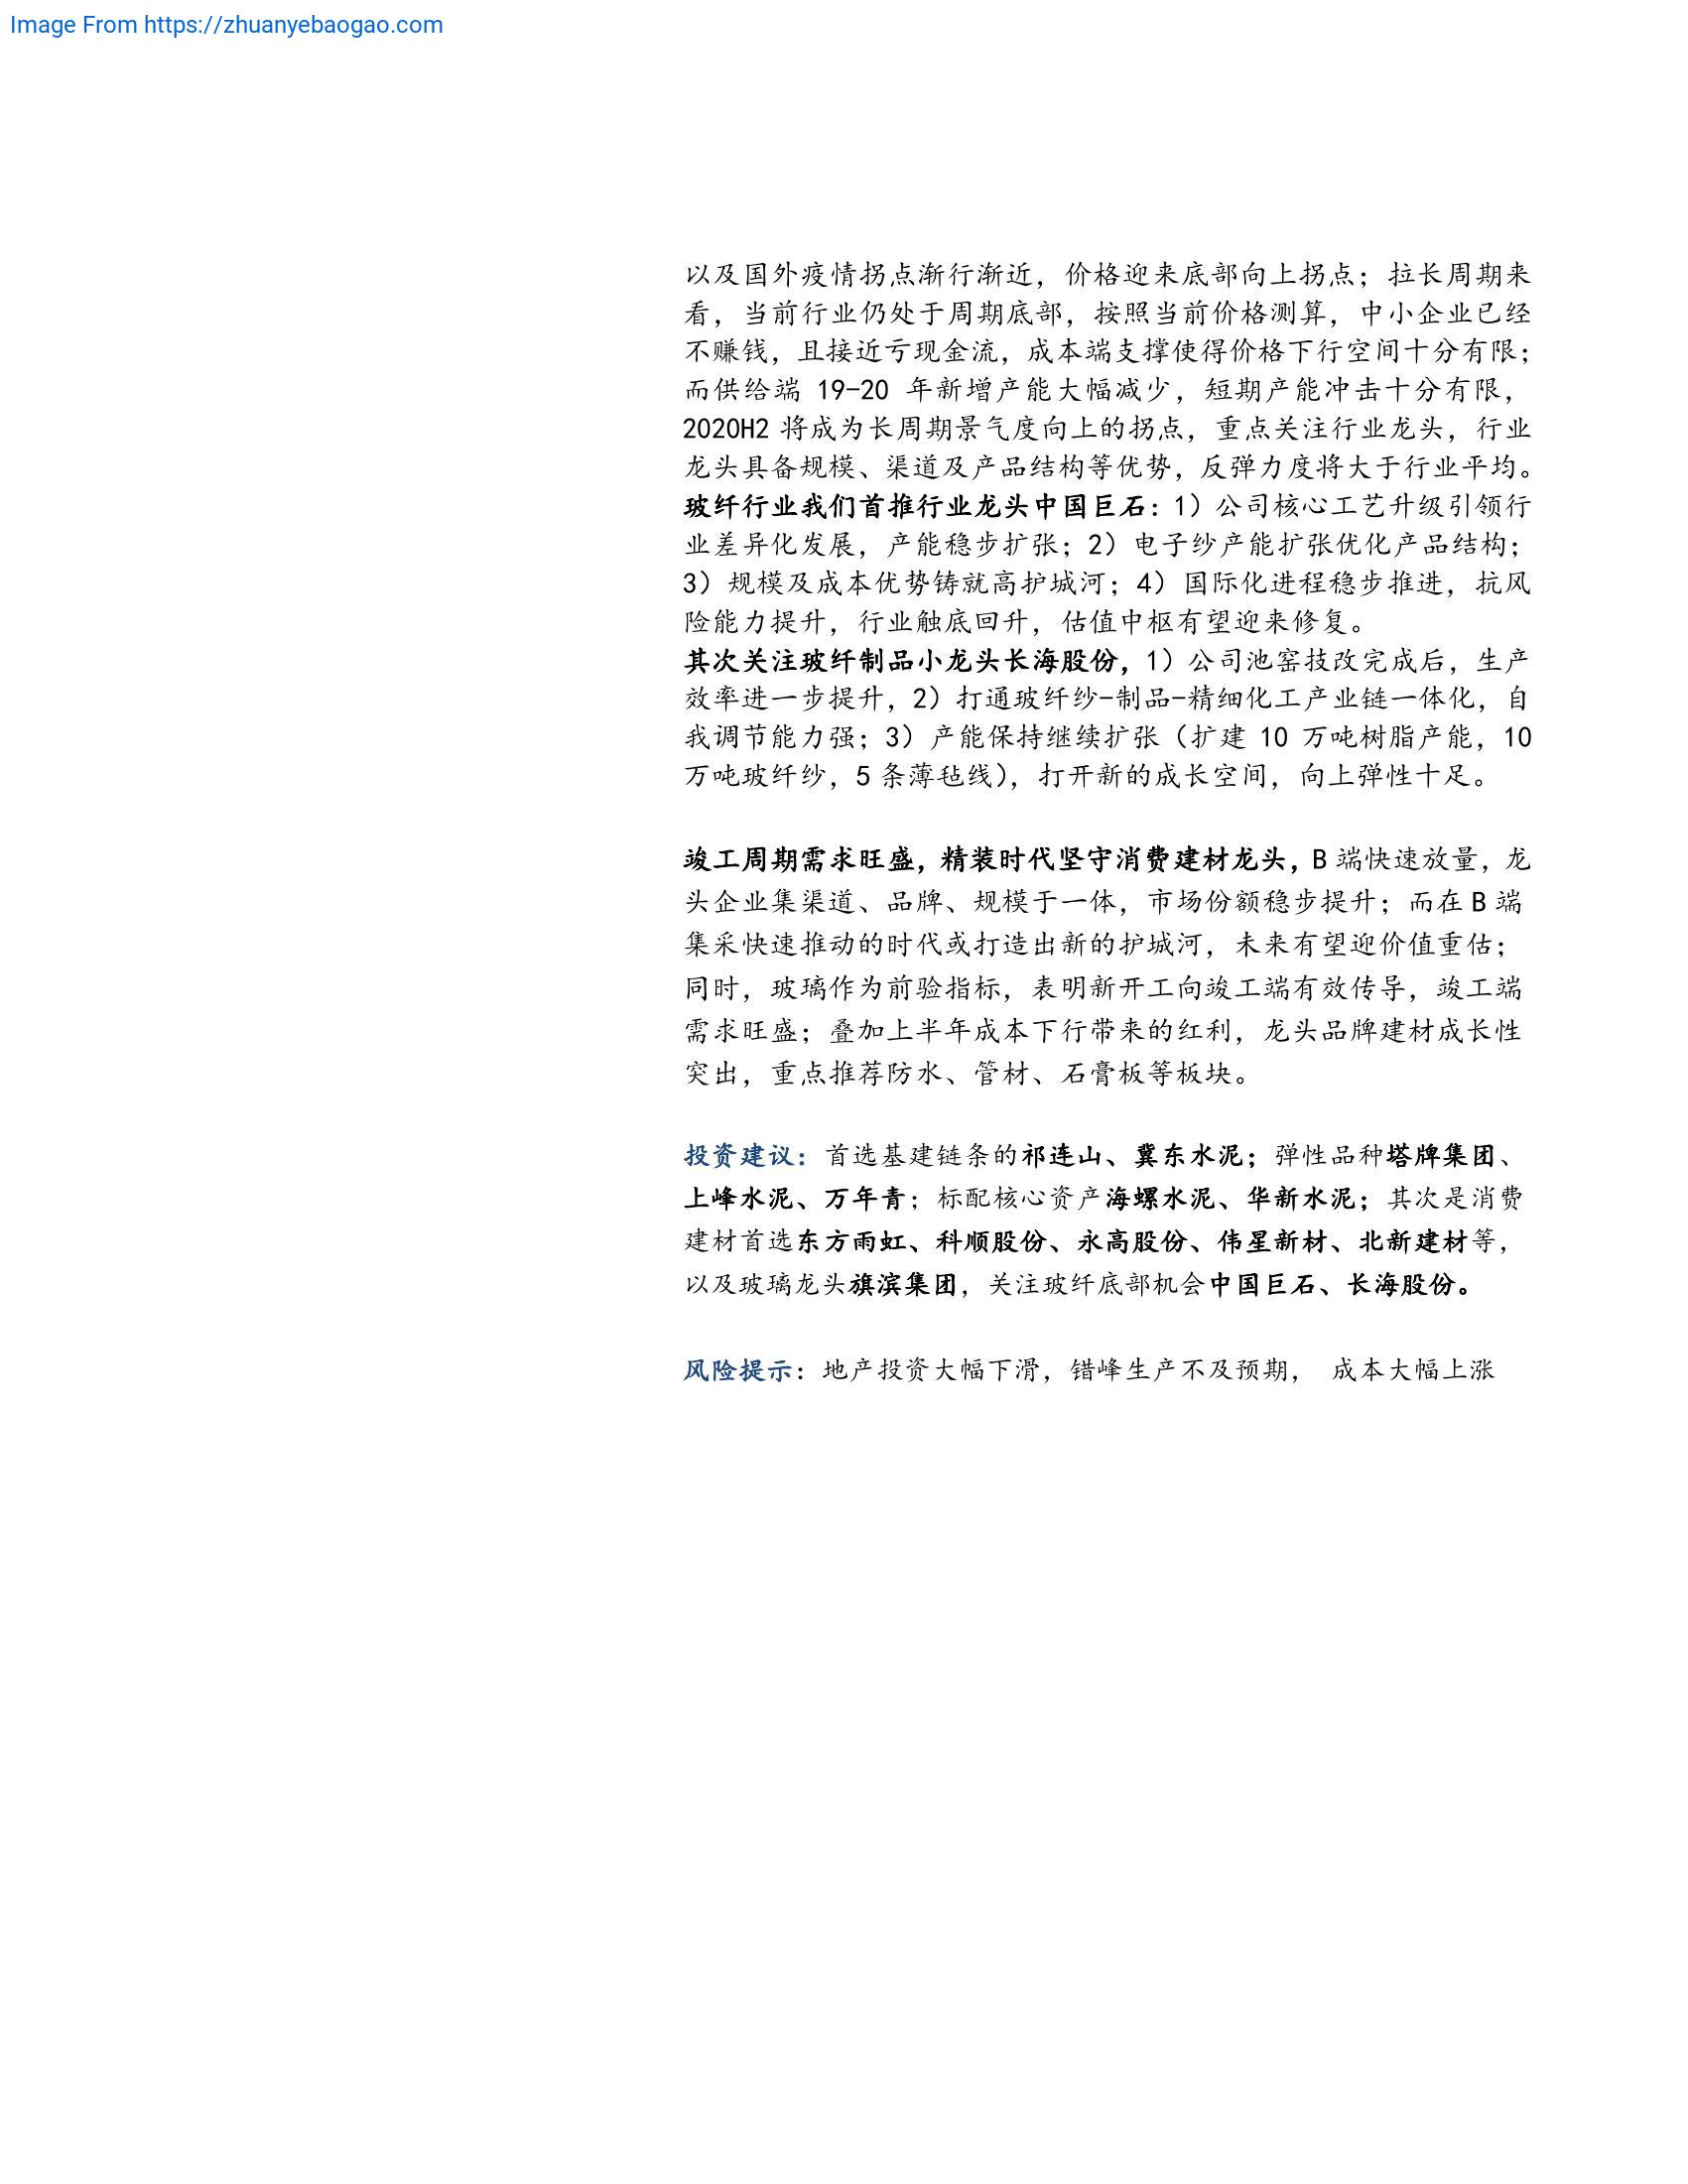 Image From https://zhuanyebaogao.com
以及国外疫情拐点渐行渐近，价格迎来底部向上拐点；拉长周期来
看，当前行业仍处于周期底部，按照当前价格测算，中小企业已经
不赚钱，且接近亏现金流，成本端支撑使得价格下行空间十分有限；
而供给端 19-20 年新增产能大幅减少，短期产能冲击十分有限，
2020H2 将成为长周期景气度向上的拐点，重点关注行业龙头，行业
龙头具备规模、渠道及产品结构等优势，反弹力度将大于行业平均。
玻纤行业我们首推行业龙头中国巨石：1）公司核心工艺升级引领行
业差异化发展，产能稳步扩张；2）电子纱产能扩张优化产品结构；
3）规模及成本优势铸就高护城河；4）国际化进程稳步推进，抗风
险能力提升，行业触底回升，估值中枢有望迎来修复。
其次关注玻纤制品小龙头长海股份，1）公司池窑技改完成后，生产
效率进一步提升，2）打通玻纤纱-制品-精细化工产业链一体化，自
我调节能力强；3）产能保持继续扩张（扩建 10 万吨树脂产能，10
万吨玻纤纱，5 条薄毡线），打开新的成长空间，向上弹性十足。
竣工周期需求旺盛，精装时代坚守消费建材龙头，B 端快速放量，龙
头企业集渠道、品牌、规模于一体，市场份额稳步提升；而在 B 端
集采快速推动的时代或打造出新的护城河，未来有望迎价值重估；
同时，玻璃作为前验指标，表明新开工向竣工端有效传导，竣工端
需求旺盛；叠加上半年成本下行带来的红利，龙头品牌建材成长性
突出，重点推荐防水、管材、石膏板等板块。
投资建议：首选基建链条的祁连山、冀东水泥；弹性品种塔牌集团、
上峰水泥、万年青；标配核心资产海螺水泥、华新水泥；其次是消费
建材首选东方雨虹、科顺股份、永高股份、伟星新材、北新建材等，
以及玻璃龙头旗滨集团，关注玻纤底部机会中国巨石、长海股份。
风险提示：地产投资大幅下滑，错峰生产不及预期， 成本大幅上涨